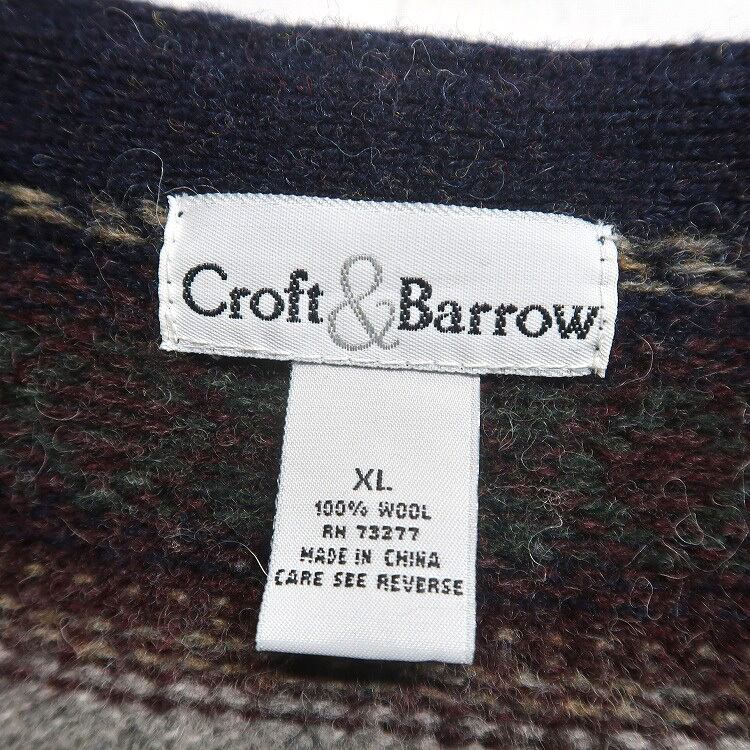 Croft & Barrow
XL
100% WOOL
RN 73277
MADE IN CHINA
CARE SEE REVERSE